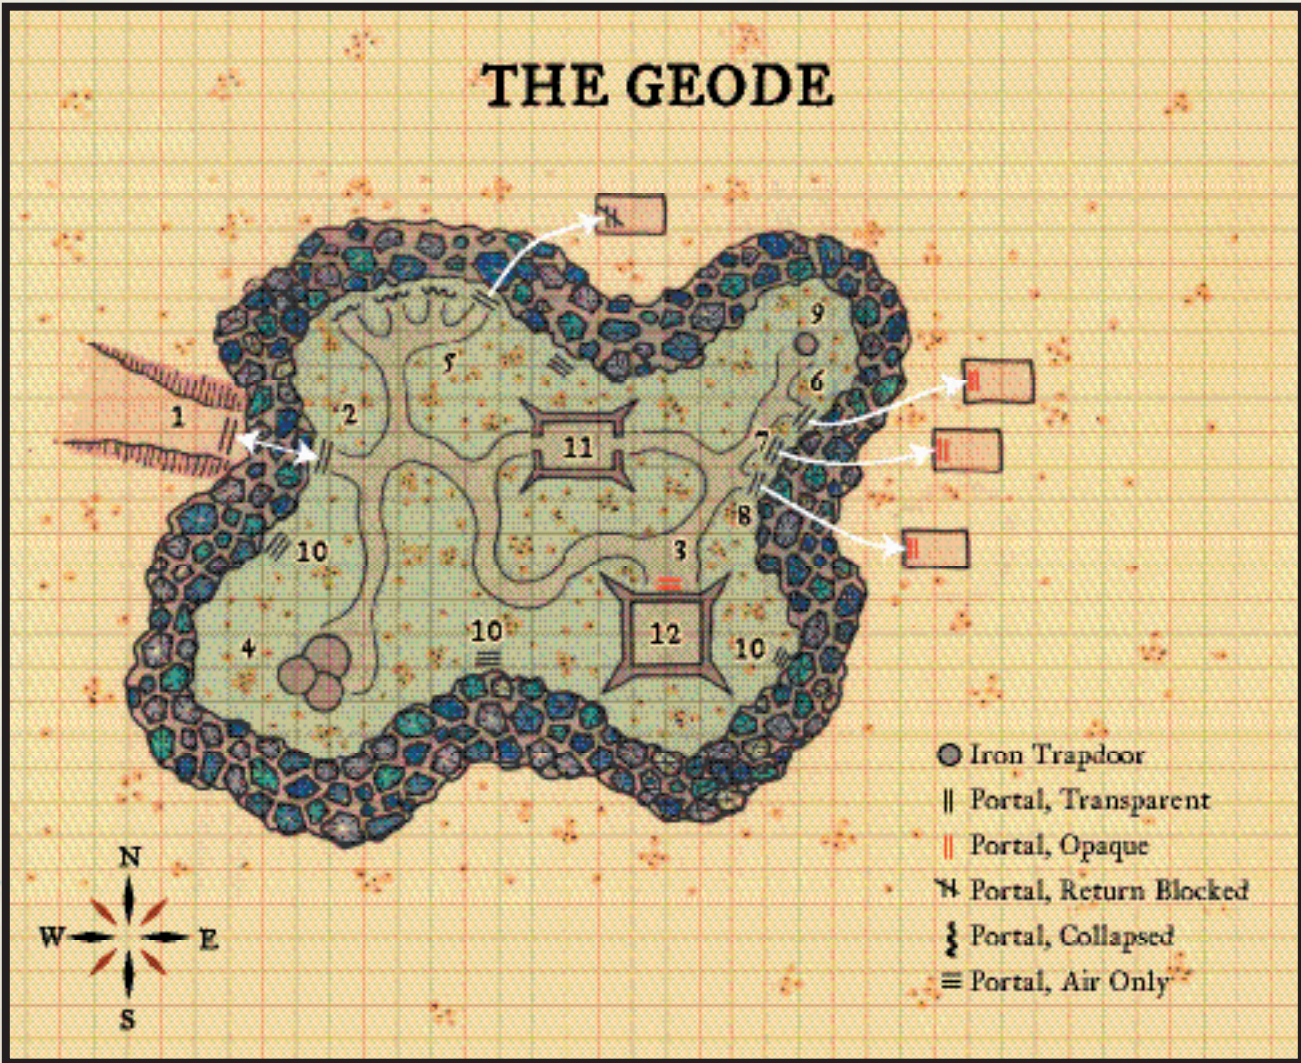 THE GEODE
9
5
6
2
1
7
11
8
10
3
10
12
4
10
Iron Trapdoor
Portal, Transparent
Portal, Opaque
Portal, Return Blocked
Portal, Collapsed
Portal, Air Only
N
W E
S